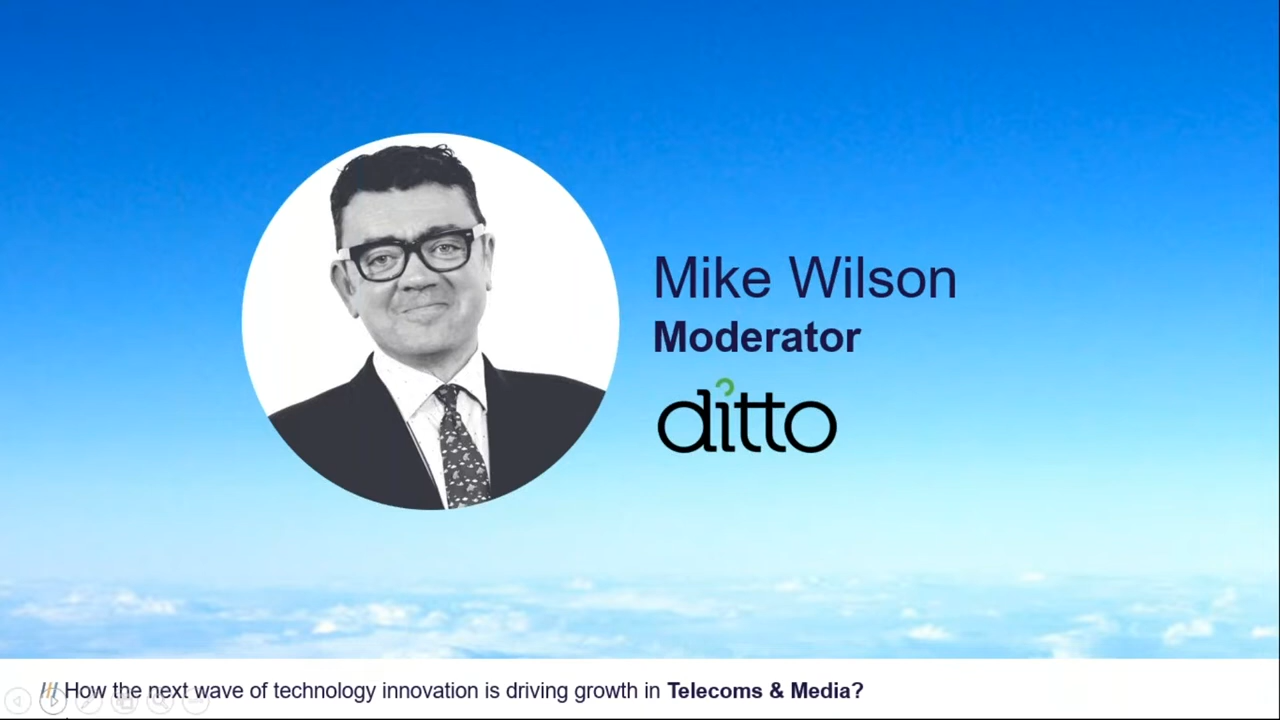 Mike Wilson
Moderator
ditto
How the next wave of technology innovation is driving growth in Telecoms & Media?